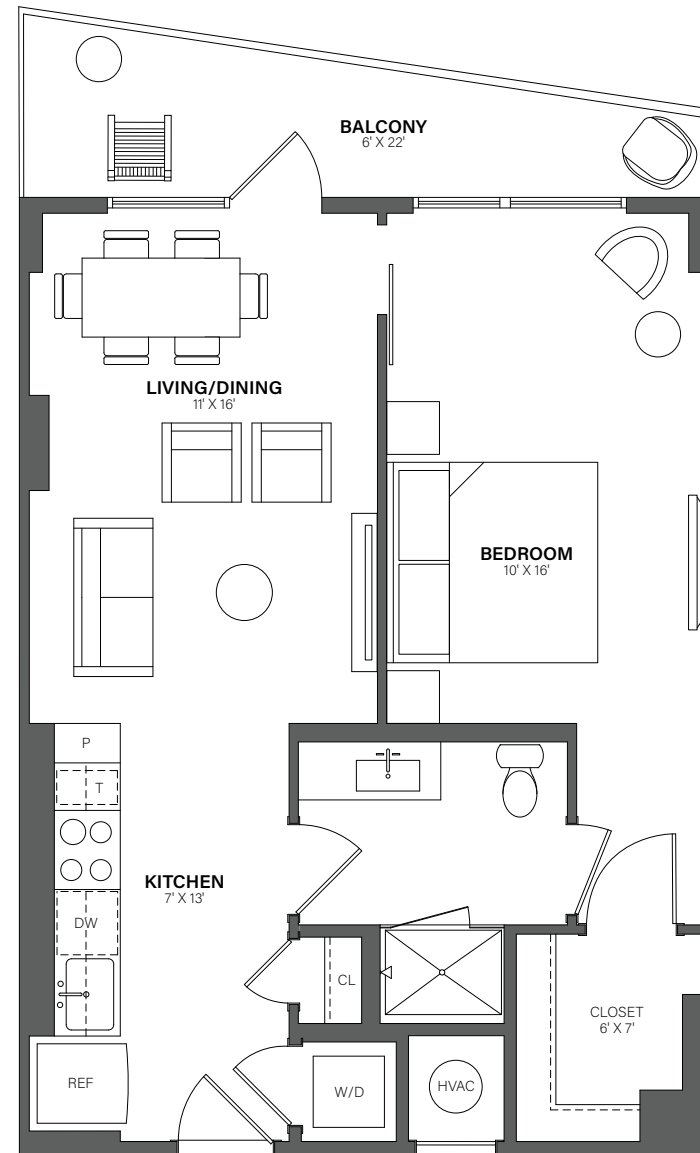 BALCONY
6' X 22'
LIVING/DINING
11' X 16'
BEDROOM
10' X 16'
P
T
KITCHEN
7' X 13'
DW
CL
CLOSET
6' X 7'
REF
W/D
HVAC